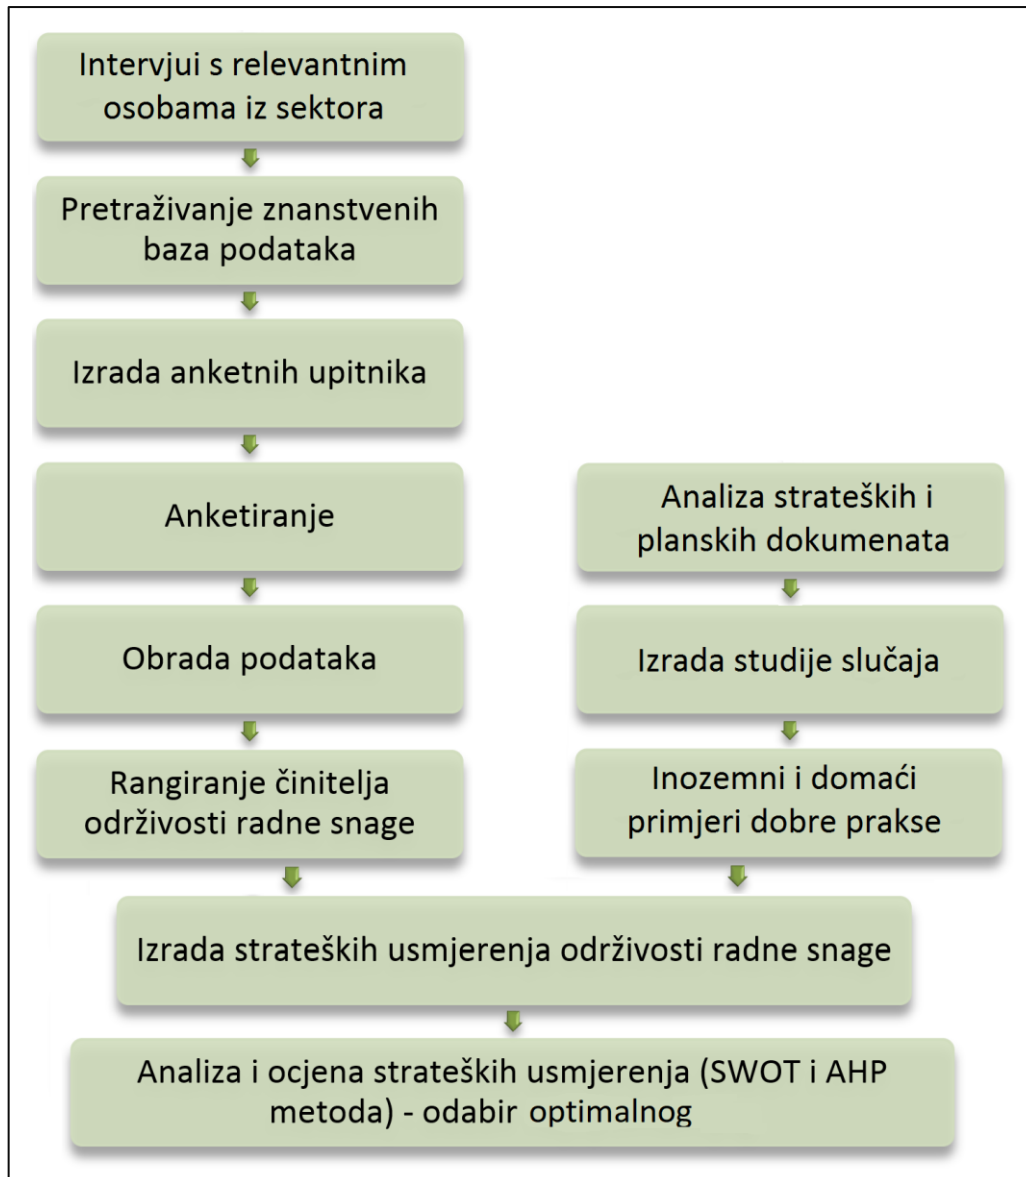 Intervjui s relevantnim
osobama iz sektora
Pretraživanje znanstvenih
baza podataka
Izrada anketnih upitnika
Anketiranje
Obrada podataka
Rangiranje činitelja
održivosti radne snage
Analiza strateških i
planskih dokumenata
Izrada studije slučaja
Inozemni i domaći
primjeri dobre prakse
Izrada strateških usmjerenja održivosti radne snage
Analiza i ocjena strateških usmjerenja (SWOT i AHP
metoda) - odabir optimalnog